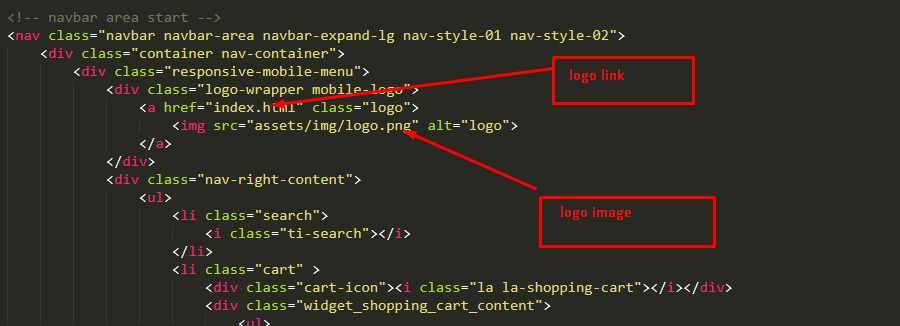 <!-- navbar area start -->
<nav class="navbar navbar-area navbar-expand-lg nav-style-01 nav-style-02">
<div class="container nav-container">
<div class="responsive-mobile-menu">
<div class="logo-wrapper mobile-logo">
logo link
<a href="index.html" class="logo">
<img src="assets/img/logo.png" alt="logo">
</a>
</div>
<div class="nav-right-content">
<ul>
logo image
<li class="search">
<i class="ti-search"></i>
</li>
<li class="cart" >
<div class="cart-icon"><i class="la la-shopping-cart"></i></div>
<div class="widget_shopping_cart_content">
<ul>